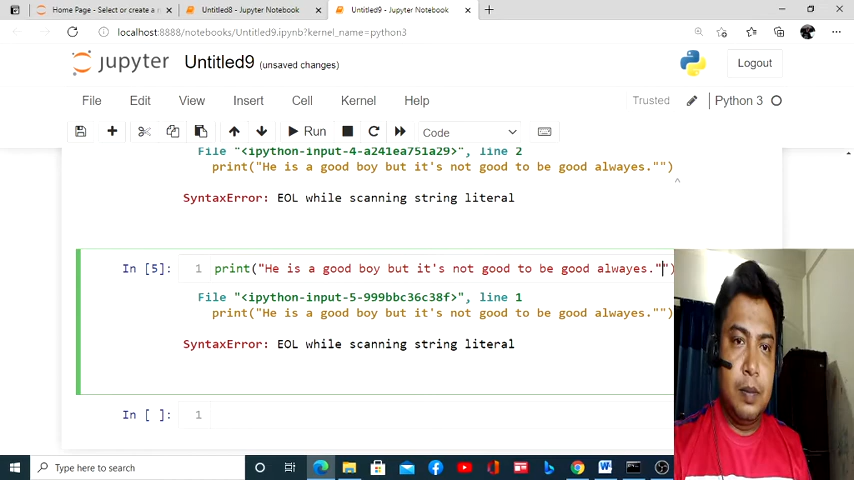 Home Page - Select or create a n
Untitled8 - Jupyter Notebook
Untitled9 - Jupyter Notebook
localhost:8888/notebooks/Untitled9.ipynb?kernel_name=python3
jupyter Untitled9 (unsaved changes)
Logout
File Edit View Insert Cell Kernel Help
Trusted
Python 3
Run
Code
File "<ipython-input-4-a241ea751a29>", line 2
print("He is a good boy but it's not good to be good alwayes."")
^
SyntaxError: EOL while scanning string literal
In [5]: 1 print("He is a good boy but it's not good to be good alwayes."")
File "<ipython-input-5-999bbc36c38f>", line 1
print("He is a good boy but it's not good to be good alwayes."")
SyntaxError: EOL while scanning string literal
In [ ]: 1
Type here to search